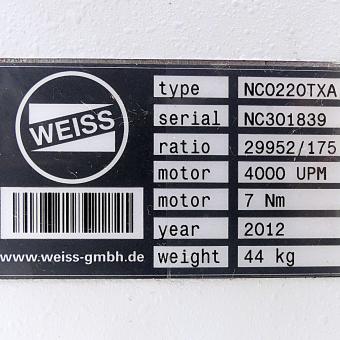 WEISS
type NC0220TXA
serial NC301839
ratio 29952/175
motor 4000 UPM
motor 7 Nm
year 2012
weight 44 kg
www.weiss-gmbh.de